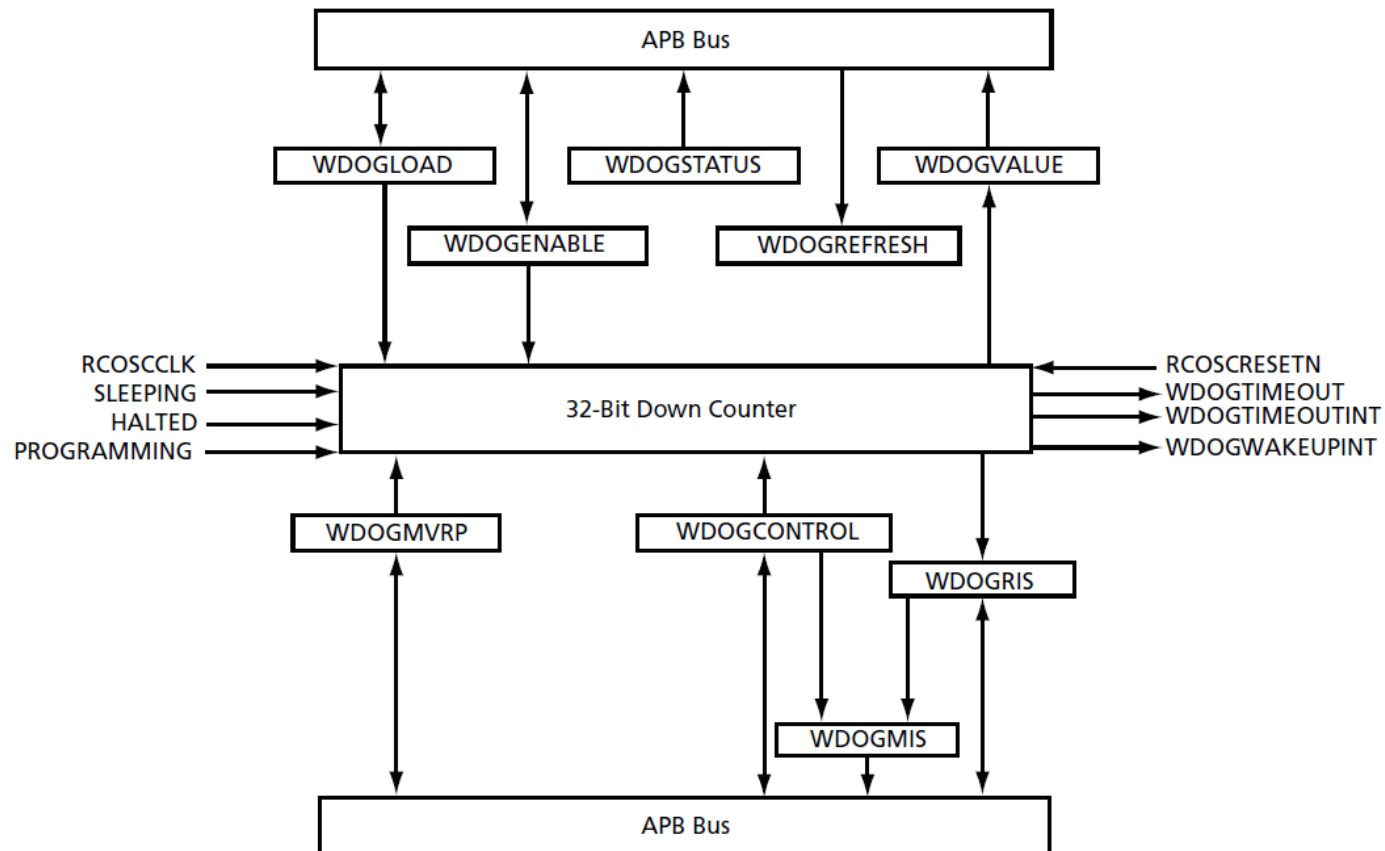 APB Bus
WDOGLOAD
WDOGSTATUS
WDOGVALUE
WDOGENABLE
WDOGREFRESH
RCOSCCLK
SLEEPING
HALTED
PROGRAMMING
32-Bit Down Counter
RCOSCRESETN
WDOGTIMEOUT
WDOGTIMEOUTINT
WDOGWAKEUPINT
WDOGMVRP
WDOGCONTROL
WDOGRIS
WDOGMIS
APB Bus